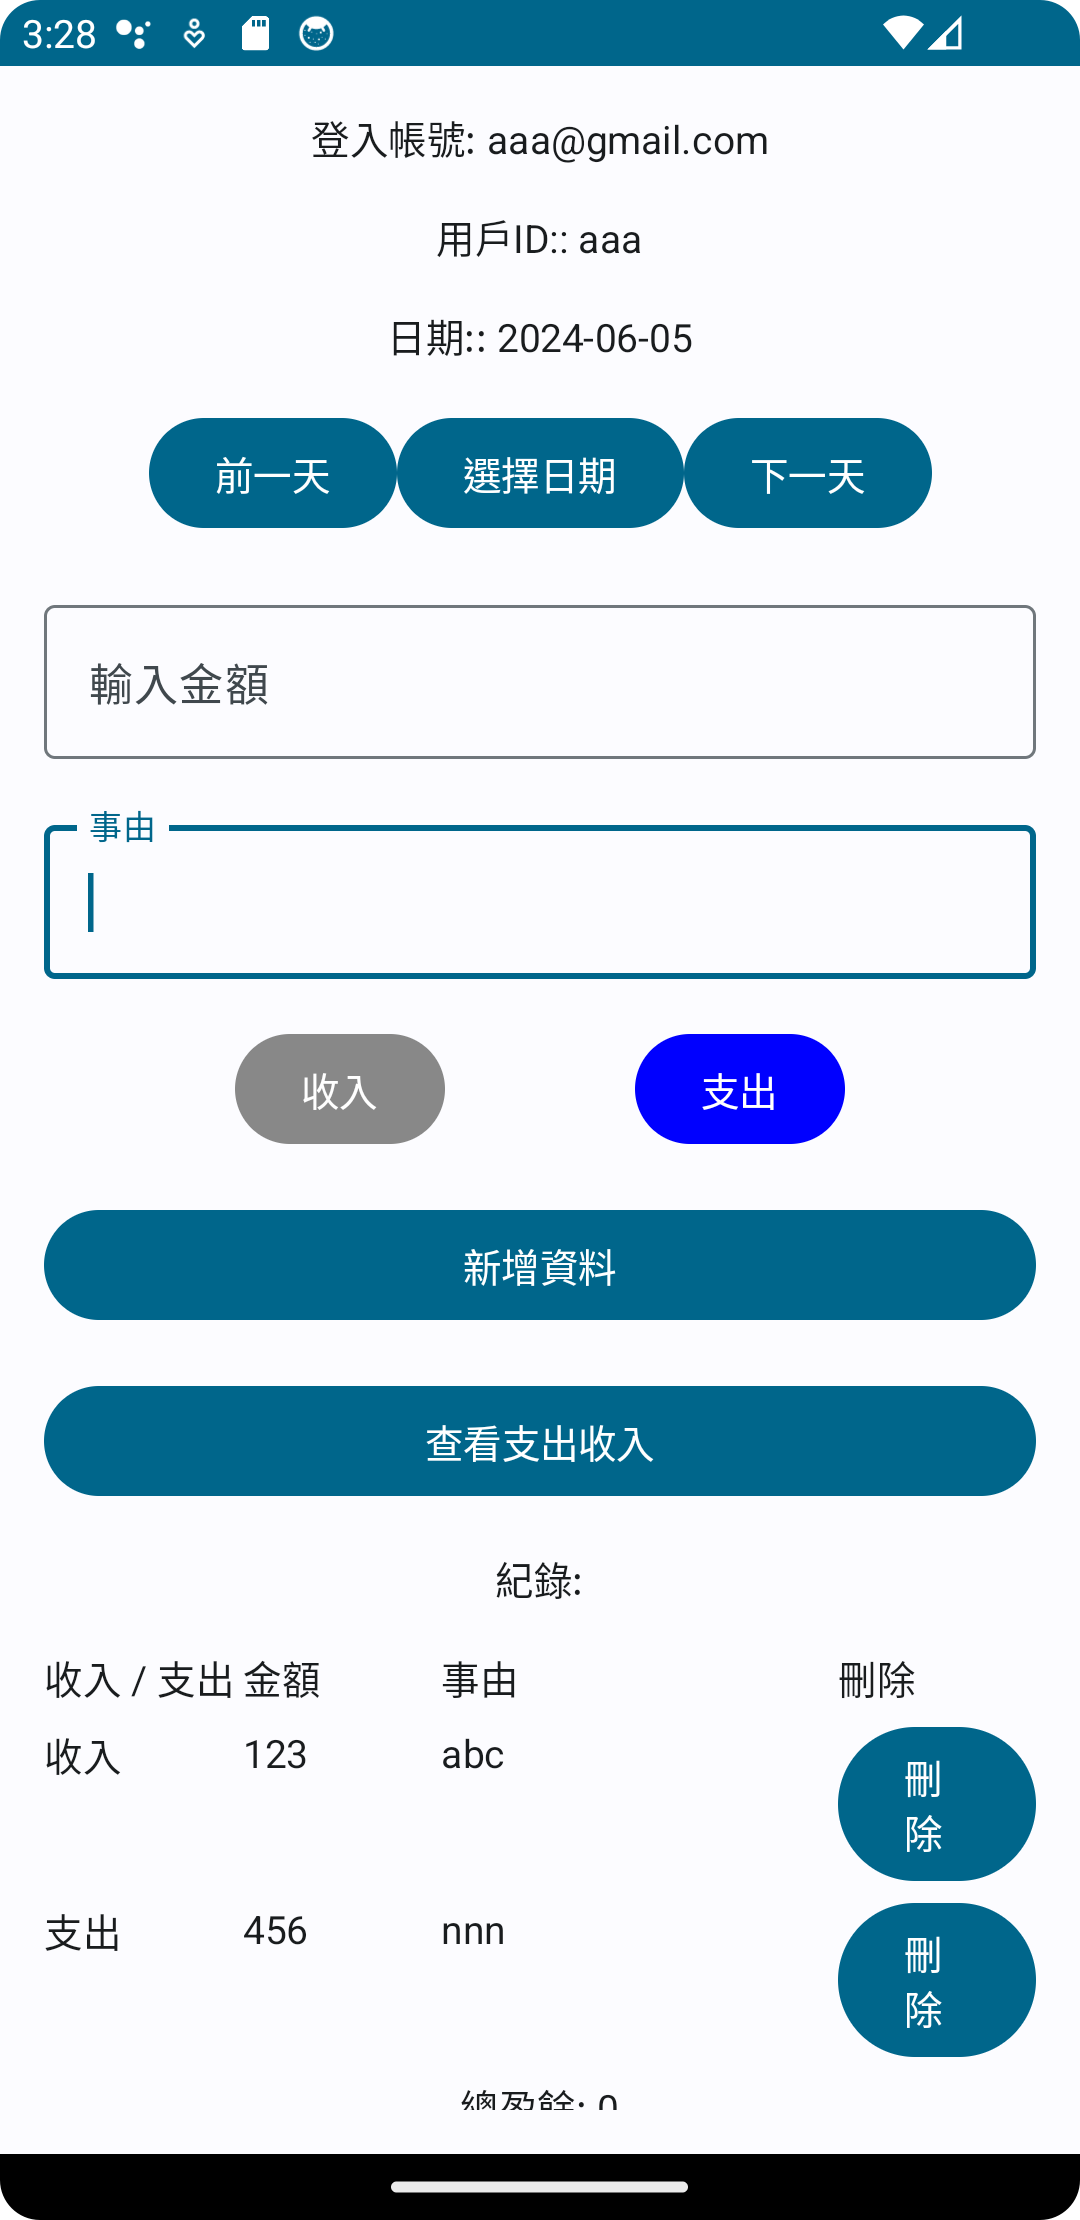 3:28
登入帳號: aaa@gmail.com
用戶ID:: aaa
日期:: 2024-06-05
前一天 選擇日期 下一天
輸入金額
事由
收入 支出
新增資料
查看支出收入
紀錄:
收入 / 支出 金額 事由 刪除
收入 123 abc 刪除
支出 456 nnn 刪除
總盈餘: 0